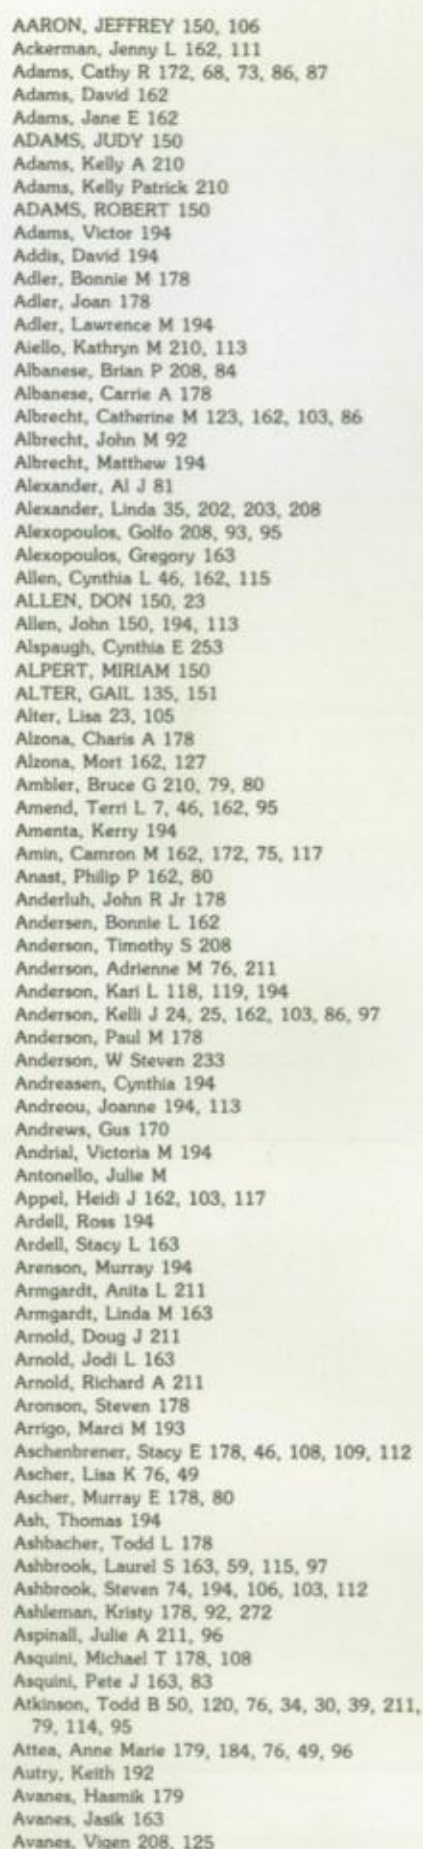 AARON, JEFFREY 150, 106
Ackerman, Jenny L 162, 111
Adams, Cathy R 172, 68, 73, 86, 87
Adams, David 162
Adams, Jane E 162
ADAMS, JUDY 150
Adams, Kelly A 210
Adams, Kelly Patrick 210
ADAMS, ROBERT 150
Adams, Victor 194
Addis, David 194
Adler, Bonnie M 178
Adler, Joan 178
Adler, Lawrence M 194
Aiello, Kathryn M 210, 113
Albanese, Brian P 208, 84
Albanese, Carrie A 178
Albrecht, Catherine M 123, 162, 103, 86
Albrecht, John M 92
Albrecht, Matthew 194
Alexander, Al J 81
Alexander, Linda 35, 202, 203, 208
Alexopoulos, Golfo 208, 93, 95
Alexopoulos, Gregory 163
Allen, Cynthia L 46, 162, 115
ALLEN, DON 150, 23
Allen, John 150, 194, 113
Alspaugh, Cynthia E 253
ALPERT, MIRIAM 150
ALTER, GAIL 135, 151
Alter, Lisa 23, 105
Alzona, Charis A 178
Alzona, Mort 162, 127
Ambler, Bruce G 210, 79, 80
Amend, Terri L 7, 46, 162, 95
Amenta, Kerry 194
Amin, Camron M 162, 172, 75, 117
Anast, Philip P 162, 80
Anderluh, John R Jr 178
Andersen, Bonnie L 162
Anderson, Timothy S 208
Anderson, Adrienne M 76, 211
Anderson, Kari L 118, 119, 194
Anderson, Kelli J 24, 25, 162, 103, 86, 97
Anderson, Paul M 178
Anderson, W Steven 233
Andreasen, Cynthia 194
Andreou, Joanne 194, 113
Andrews, Gus 170
Andrial, Victoria M 194
Antonello, Julie M
Appel, Heidi J 162, 103, 117
Ardell, Ross 194
Ardell, Stacy L 163
Arenson, Murray 194
Armgardt, Anita L 211
Armgardt, Linda M 163
Arnold, Doug J 211
Arnold, Jodi L 163
Arnold, Richard A 211
Aronson, Steven 178
Arrigo, Marci M 193
Aschenbrener, Stacy E 178, 46, 108, 109, 112
Ascher, Lisa K 76, 49
Ascher, Murray E 178, 80
Ash, Thomas 194
Ashbacher, Todd L 178
Ashbrook, Laurel S 163, 59, 115, 97
Ashbrook, Steven 74, 194, 106, 103, 112
Ashleman, Kristy 178, 92, 272
Aspinall, Julie A 211, 96
Asquini, Michael T 178, 108
Asquini, Pete J 163, 83
Atkinson, Todd B 50, 120, 76, 34, 30, 39, 211,
79, 114, 95
Attea, Anne Marie 179, 184, 76, 49, 96
Autry, Keith 192
Avanes, Hasmik 179
Avanes, Jasik 163
Avanes, Vigen 208, 125